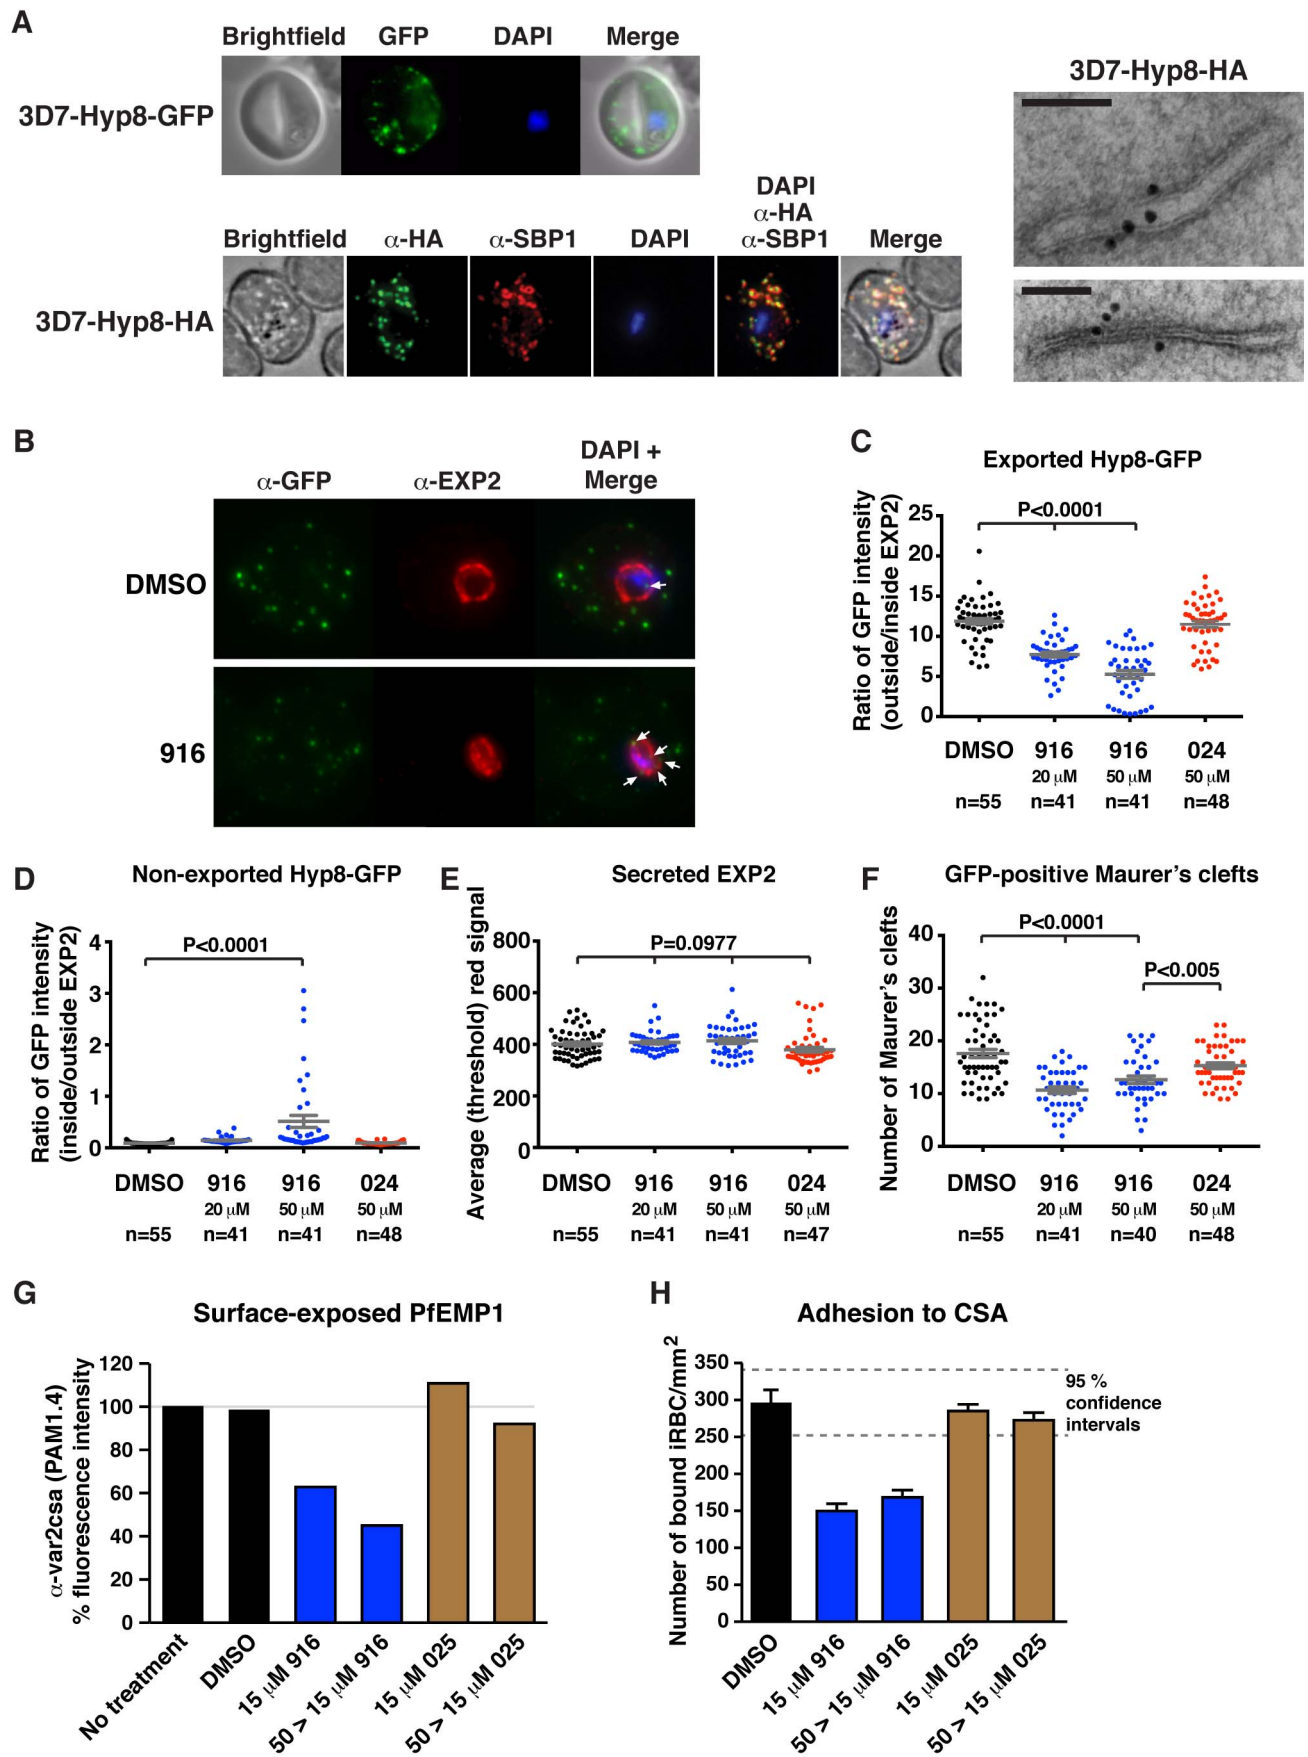 A
Brightfield GFP DAPI Merge
3D7-Hyp8-GFP
3D7-Hyp8-HA
DAPI
α-HA
Brightfield α-HA α-SBP1 DAPI α-SBP1 Merge
3D7-Hyp8-HA
B
α-GFP α-EXP2 DAPI +
Merge
DMSO
916
C
Exported Hyp8-GFP
Ratio of GFP intensity
(outside/inside EXP2)
P<0.0001
25
20
15
10
5
0
DMSO 916 916 024
20 µM 50 µM 50 µM
n=55 n=41 n=41 n=48
D
Non-exported Hyp8-GFP
Ratio of GFP intensity
(inside/outside EXP2)
P<0.0001
4
3
2
1
0
DMSO 916 916 024
20 µM 50 µM 50 µM
n=55 n=41 n=41 n=48
E
Secreted EXP2
Average (threshold) red signal
P=0.0977
800
600
400
200
0
DMSO 916 916 024
20 µM 50 µM 50 µM
n=55 n=41 n=41 n=47
F
GFP-positive Maurer's clefts
Number of Maurer's clefts
P<0.0001
P<0.005
40
30
20
10
0
DMSO 916 916 024
20 µM 50 µM 50 µM
n=55 n=41 n=40 n=48
G
Surface-exposed PfEMP1
α-var2csa (PAM1.4)
% fluorescence intensity
120
100
80
60
40
20
0
No treatment
DMSO
15 µM 916
50 > 15 µM 916
15 µM 025
50 > 15 µM 025
H
Adhesion to CSA
Number of bound iRBC/mm²
350
300
250
200
150
100
50
0
95 %
confidence
intervals
DMSO
15 µM 916
50 > 15 µM 916
15 µM 025
50 > 15 µM 025